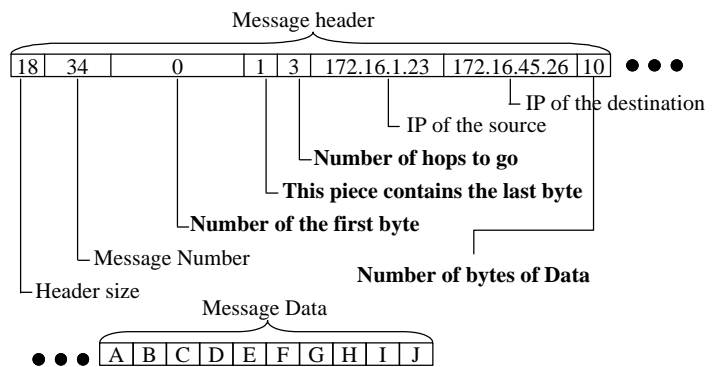 Message header
18 34 0 1 3 172.16.1.23 172.16.45.26 10
IP of the destination
IP of the source
Number of hops to go
This piece contains the last byte
Number of the first byte
Message Number
Number of bytes of Data
Header size
Message Data
A B C D E F G H I J